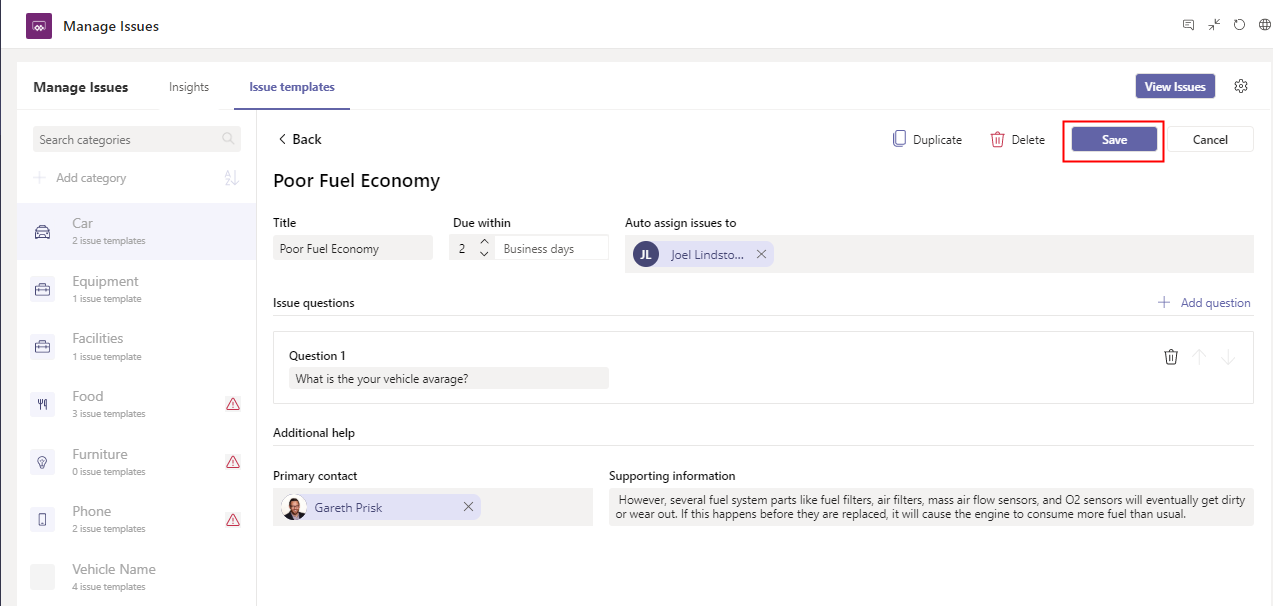 Manage Issues
Manage Issues
Insights
Issue templates
View Issues
Search categories
Add category
A
Z
Car
2 issue templates
Equipment
1 issue template
Facilities
1 issue template
Food
3 issue templates
Furniture
0 issue templates
Phone
2 issue templates
Vehicle Name
4 issue templates
Back
Duplicate
Delete
Save
Cancel
Poor Fuel Economy
Title
Due within
Auto assign issues to
Poor Fuel Economy
2
Business days
JL
Joel Lindsto...
Issue questions
Add question
Question 1
What is the your vehicle avarage?
Additional help
Primary contact
Supporting information
Gareth Prisk
However, several fuel system parts like fuel filters, air filters, mass air flow sensors, and O2 sensors will eventually get dirty
or wear out. If this happens before they are replaced, it will cause the engine to consume more fuel than usual.